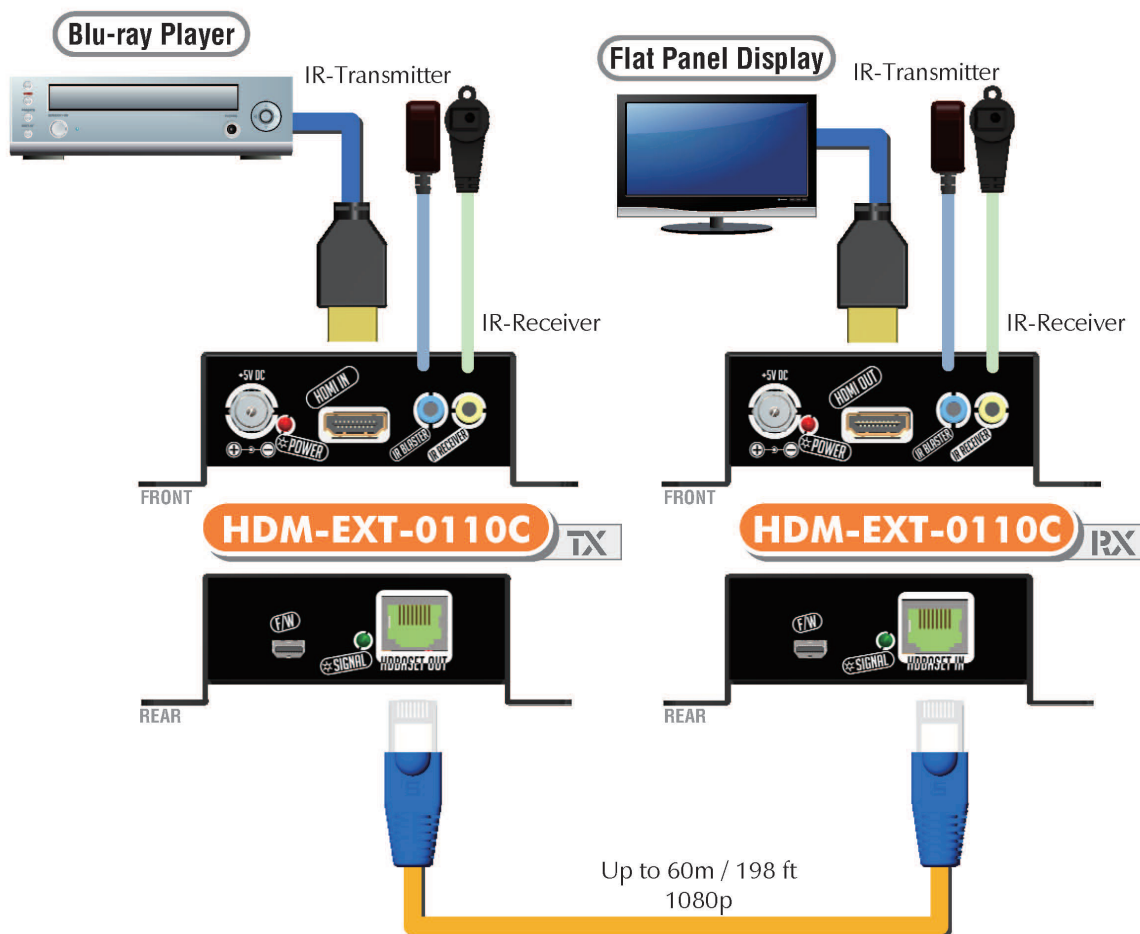 Blu-ray Player
IR-Transmitter
Flat Panel Display
IR-Transmitter
IR-Receiver
IR-Receiver
+5V DC
HDMI IN
POWER
IR BLASTER
IR RECEIVER
FRONT
+5V DC
HDMI OUT
POWER
IR BLASTER
IR RECEIVER
FRONT
HDM-EXT-0110C TX
HDM-EXT-0110C RX
F/W
SIGNAL
HDBASET OUT
REAR
F/W
SIGNAL
HDBASET IN
REAR
Up to 60m / 198 ft
1080p